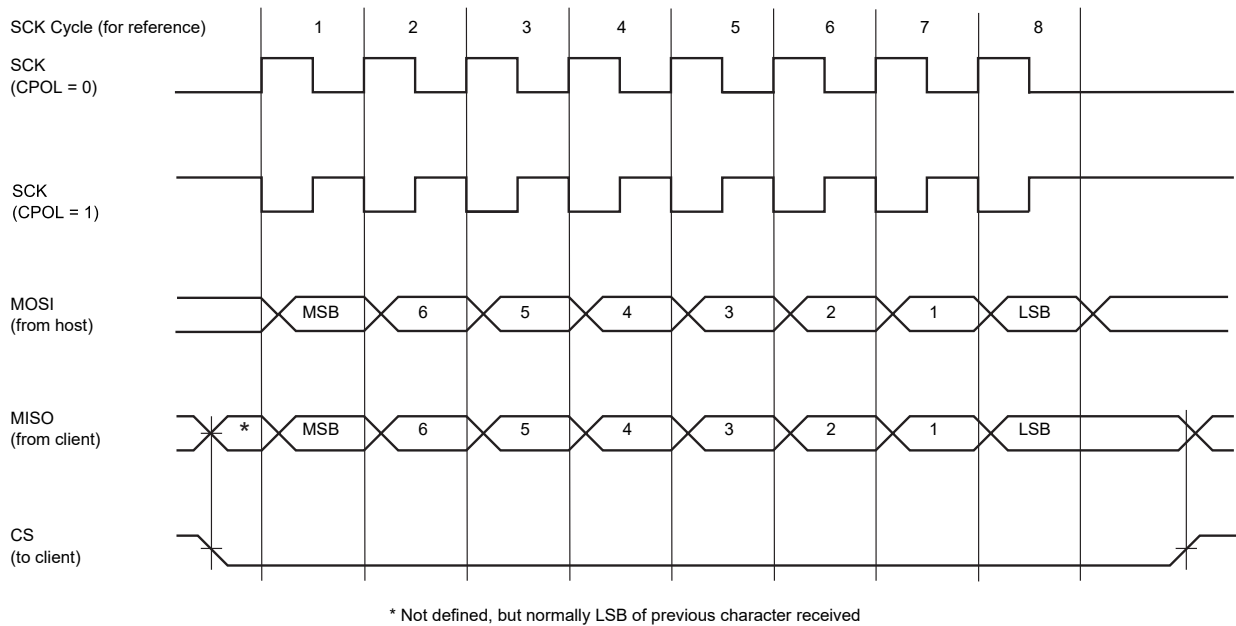 SCK Cycle (for reference) 1 2 3 4 5 6 7 8
SCK
(CPOL = 0)
SCK
(CPOL = 1)
MOSI
(from host)
MSB 6 5 4 3 2 1 LSB
MISO
(from client)
* MSB 6 5 4 3 2 1 LSB
CS
(to client)
* Not defined, but normally LSB of previous character received